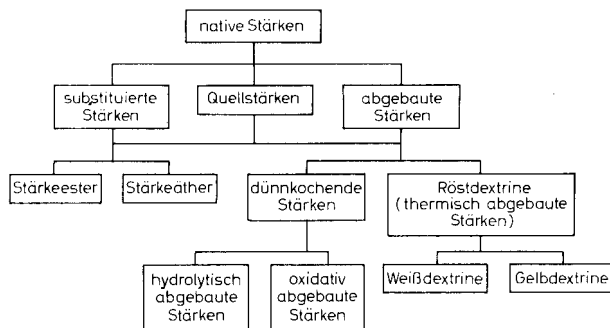 native Stärken
substituierte
Stärken
Quellstärken
abgebaute
Stärken
Stärkeester
Stärkeäther
dünnkochende
Stärken
Röstdextrine
(thermisch abgebaute
Stärken)
hydrolytisch
abgebaute
Stärken
oxidativ
abgebaute
Stärken
Weißdextrine
Gelbdextrine